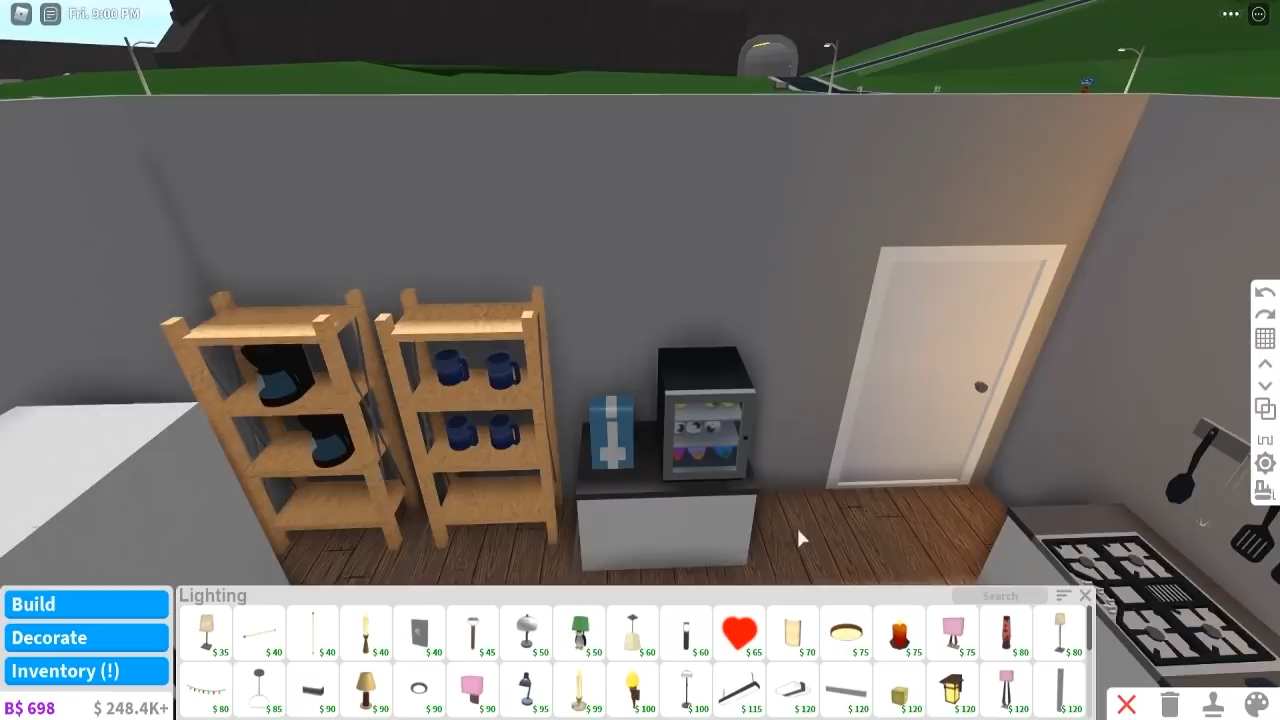 Fri. 9:00 PM
Lighting
Search
Build
Decorate
Inventory (!)
B$ 698 $ 248.4K+
$ 35 $ 40 $ 40 $ 40 $ 40 $ 45 $ 50 $ 50 $ 60 $ 60 $ 65 $ 70 $ 75 $ 75 $ 75 $ 80 $ 80
$ 80 $ 85 $ 90 $ 90 $ 90 $ 90 $ 95 $ 99 $ 100 $ 100 $ 115 $ 120 $ 120 $ 120 $ 120 $ 120 $ 120